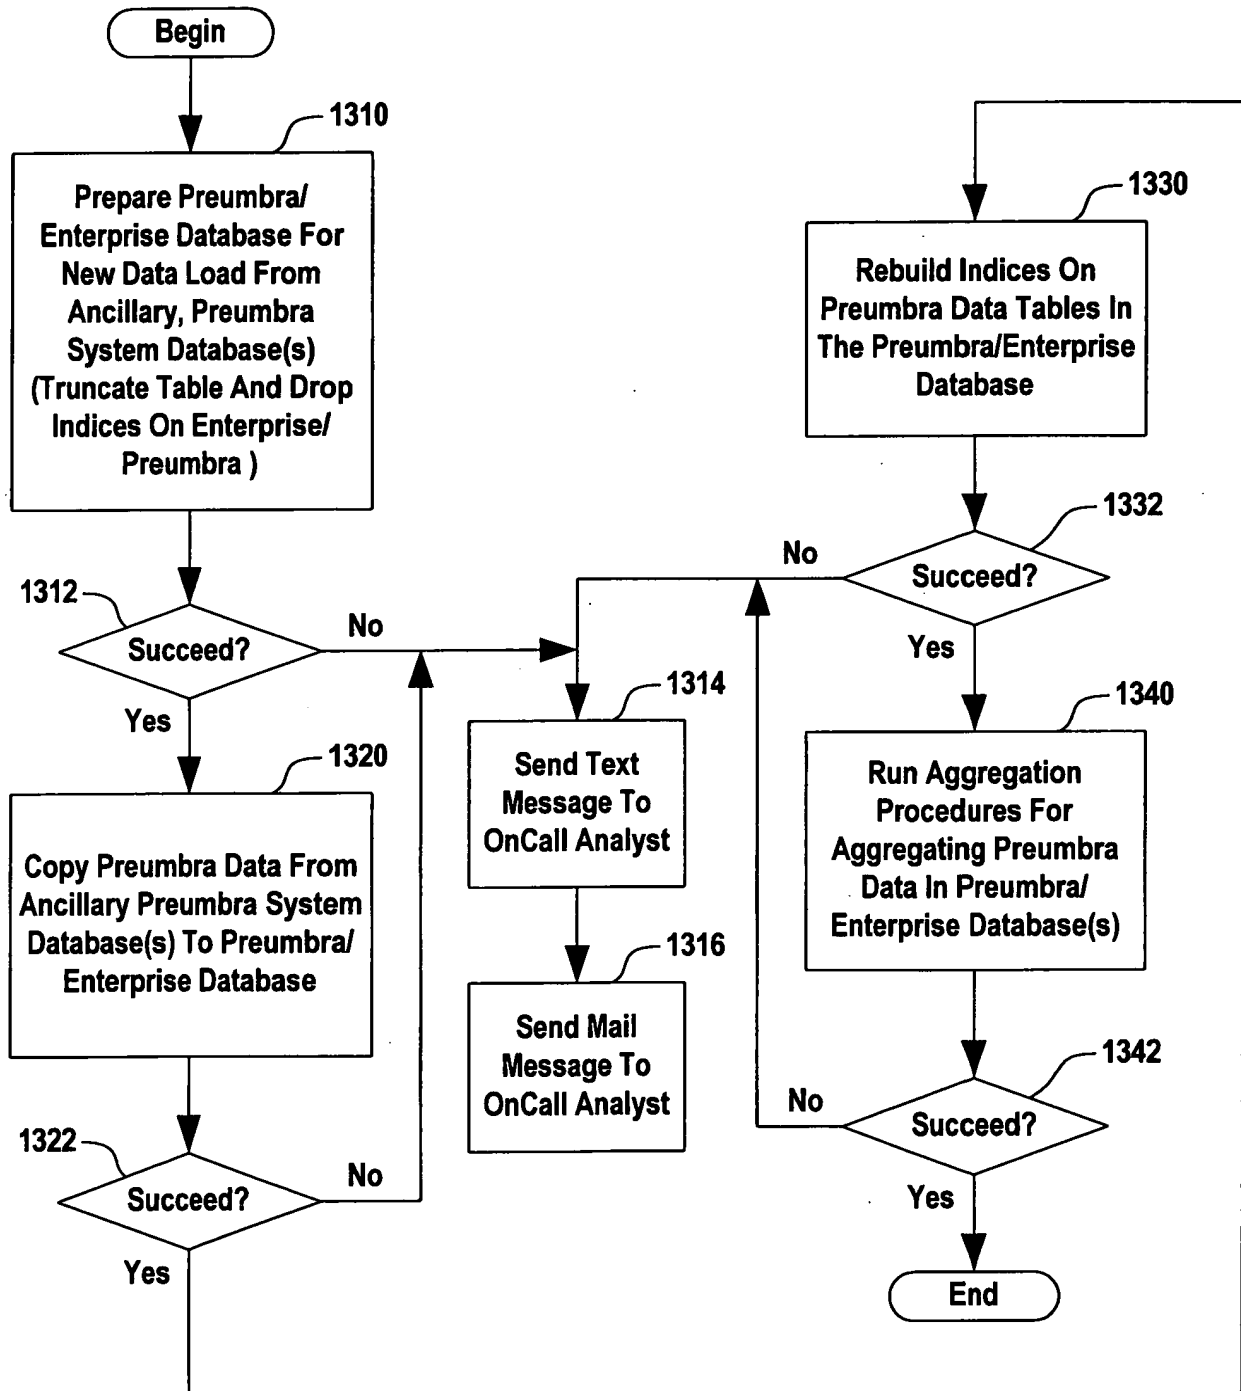 Begin
1310
Prepare Preumbra/
Enterprise Database For
New Data Load From
Ancillary, Preumbra
System Database(s)
(Truncate Table And Drop
Indices On Enterprise/
Preumbra )
1312
Succeed?
No
Yes
1320
Copy Preumbra Data From
Ancillary Preumbra System
Database(s) To Preumbra/
Enterprise Database
1322
Succeed?
No
Yes
1314
Send Text
Message To
OnCall Analyst
1316
Send Mail
Message To
OnCall Analyst
1330
Rebuild Indices On
Preumbra Data Tables In
The Preumbra/Enterprise
Database
1332
No
Succeed?
Yes
1340
Run Aggregation
Procedures For
Aggregating Preumbra
Data In Preumbra/
Enterprise Database(s)
1342
No
Succeed?
Yes
End